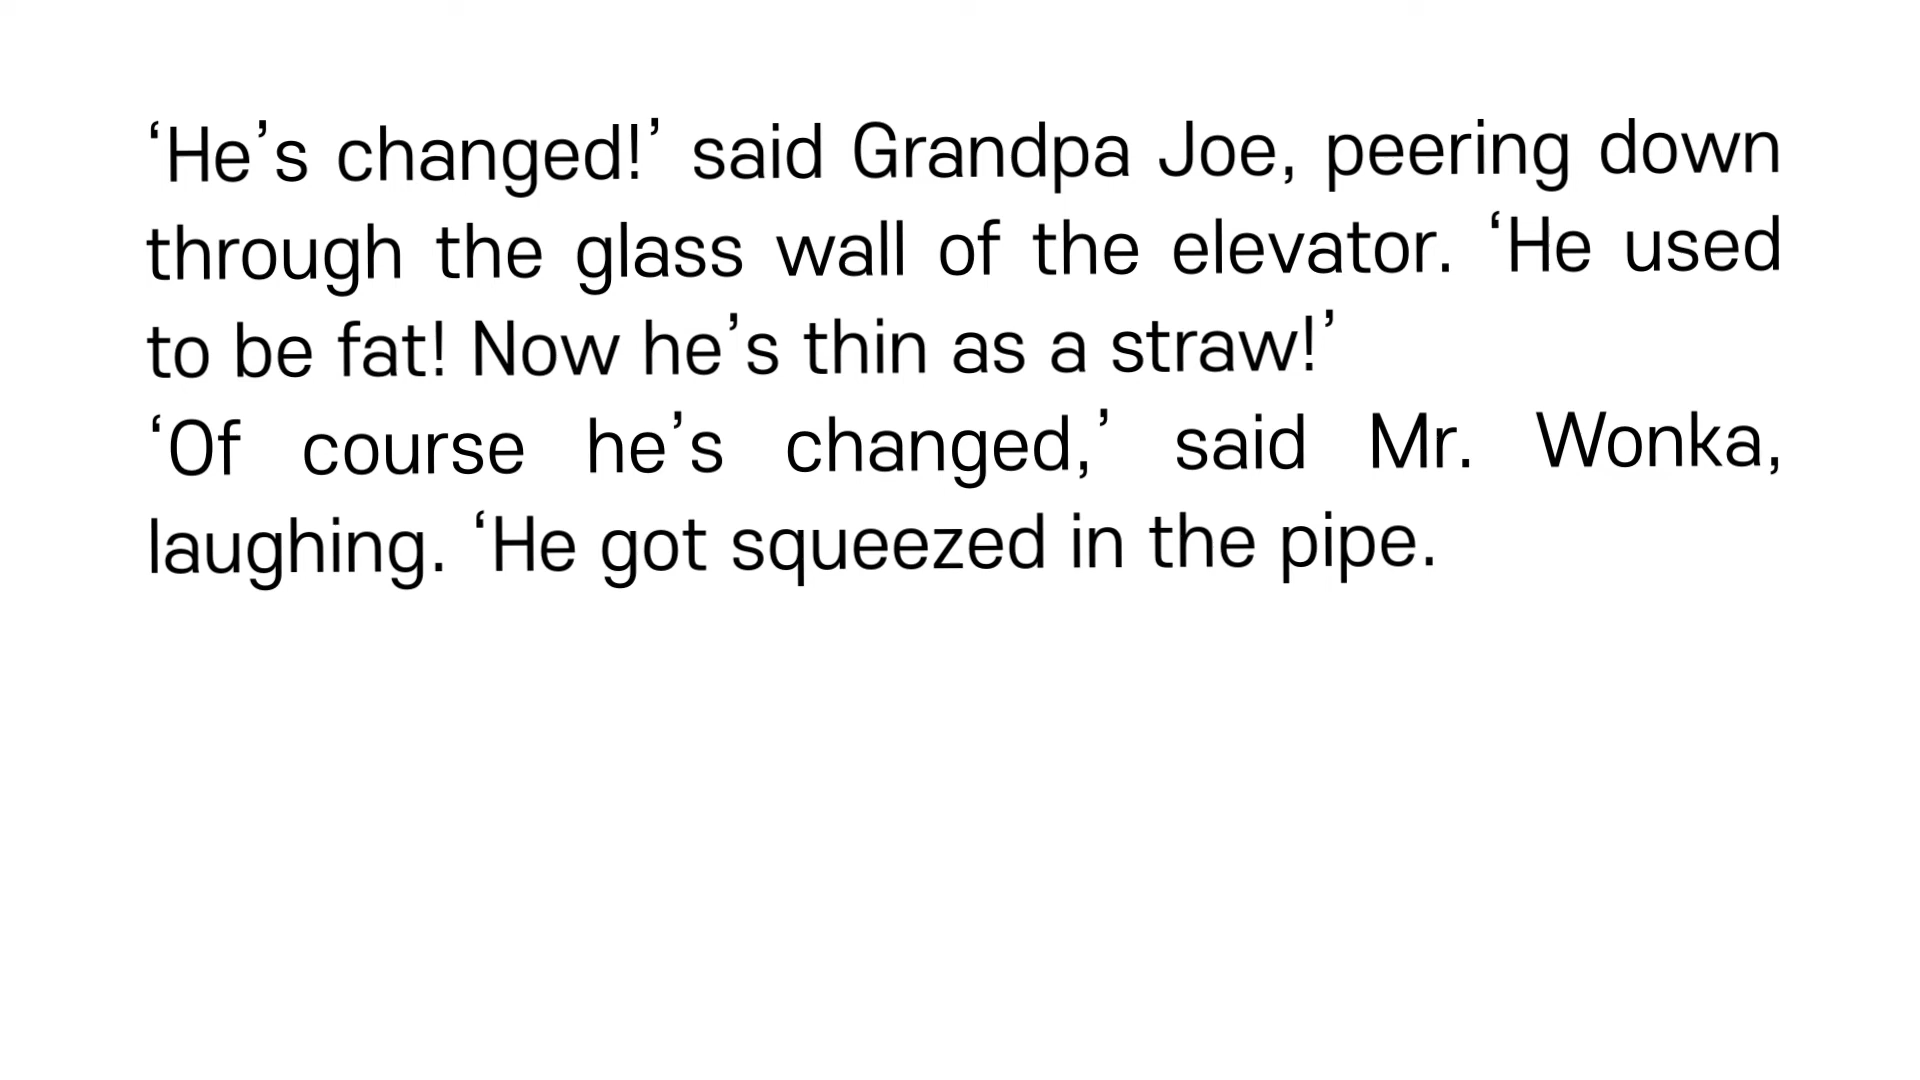 ‘He’s changed!’ said Grandpa Joe, peering down
through the glass wall of the elevator. ‘He used
to be fat! Now he’s thin as a straw!’
‘Of course he’s changed,’ said Mr. Wonka,
laughing. ‘He got squeezed in the pipe.